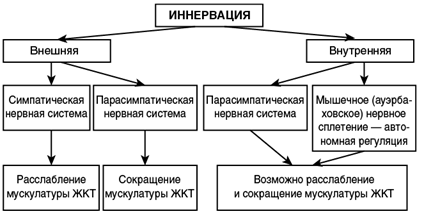 ИННЕРВАЦИЯ
Внешняя
Внутренняя
Симпатическая
нервная система
Парасимпатическая
нервная система
Парасимпатическая
нервная система
Мышечное (ауэрба-
ховское) нервное
сплетение — авто-
номная регуляция
Расслабление
мускулатуры ЖКТ
Сокращение
мускулатуры ЖКТ
Возможно расслабление
и сокращение мускулатуры ЖКТ